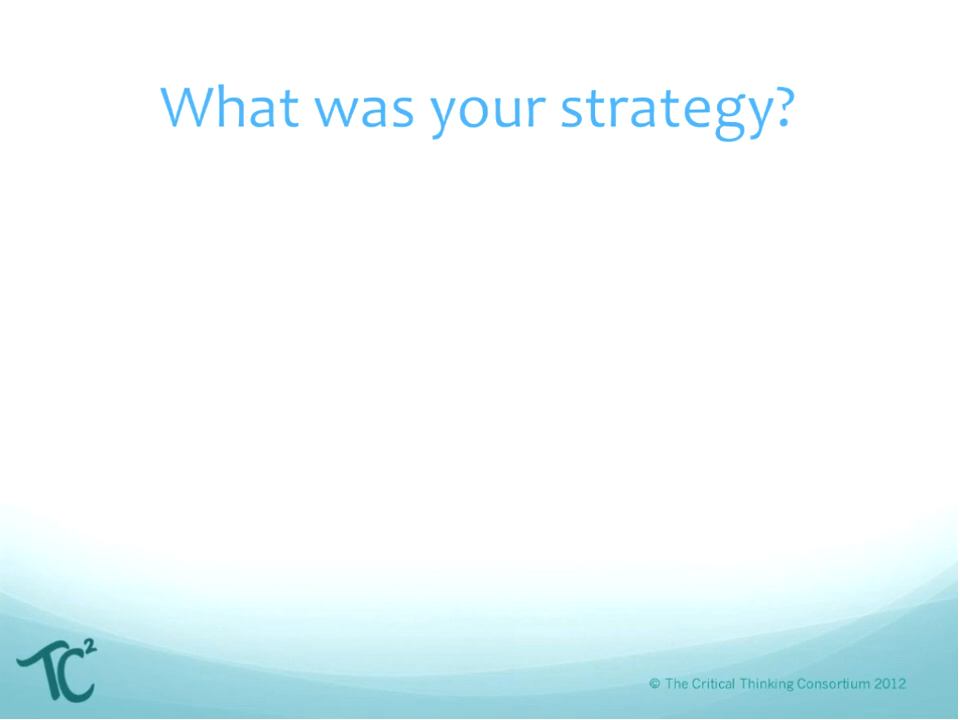 What was your strategy?
TC²
© The Critical Thinking Consortium 2012